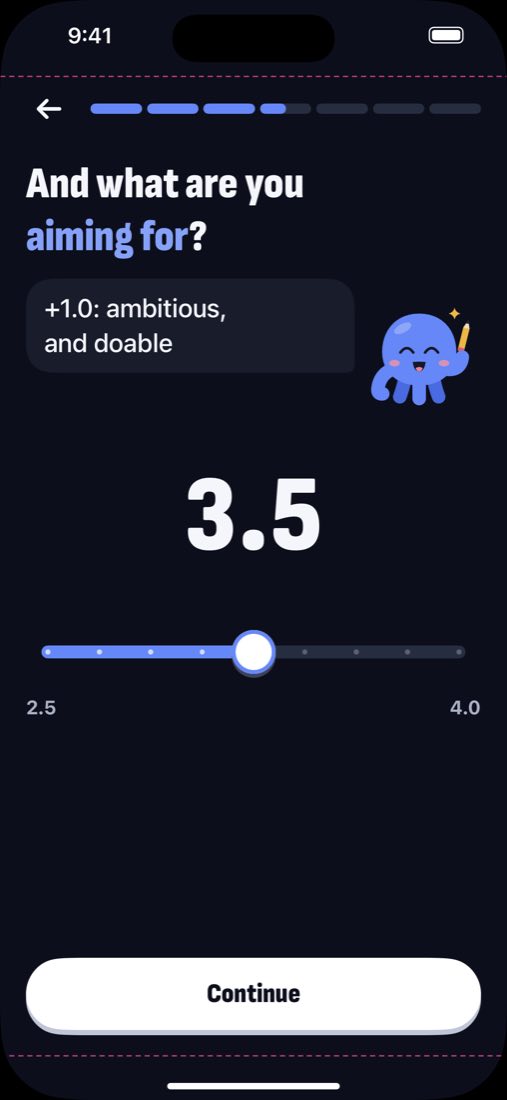 9:41
And what are you
aiming for?
+1.0: ambitious,
and doable
3.5
2.5
4.0
Continue